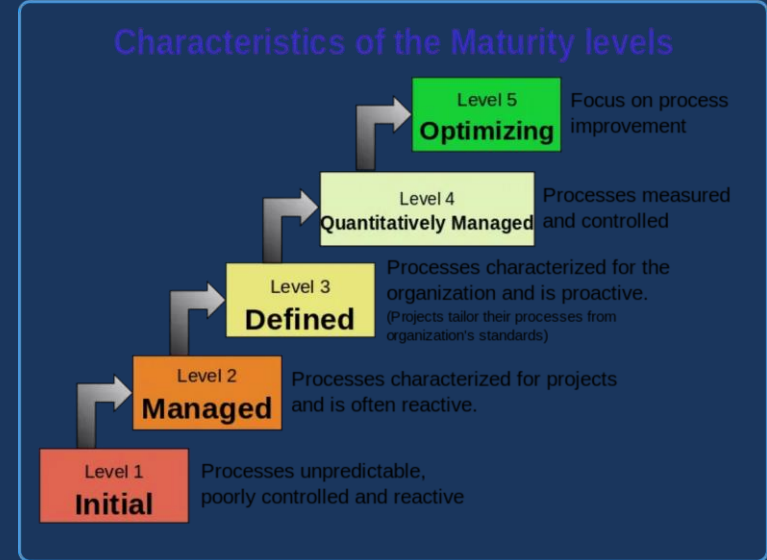 Characteristics of the Maturity levels
Level 5
Optimizing
Focus on process
improvement
Level 4
Quantitatively Managed
Processes measured
and controlled
Level 3
Defined
Processes characterized for the
organization and is proactive.
(Projects tailor their processes from
organization's standards)
Level 2
Managed
Processes characterized for projects
and is often reactive.
Level 1
Initial
Processes unpredictable,
poorly controlled and reactive